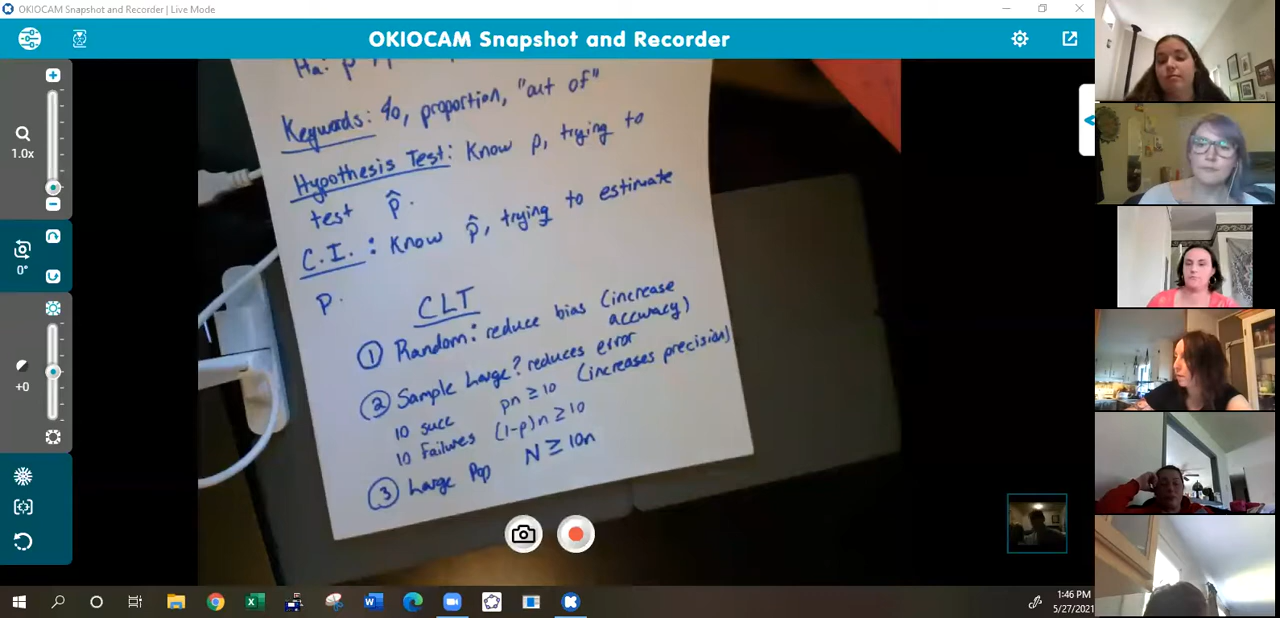 OKIOCAM Snapshot and Recorder | Live Mode
OKIOCAM Snapshot and Recorder
1.0x
0°
+0
Ha: p
Keywords: %, proportion, "out of"
Hypothesis Test: Know p, trying to
test p̂.
C.I.: Know p̂, trying to estimate
p.
CLT
① Random: reduce bias (increase
accuracy)
② Sample Large? reduces error
(increases precision)
10 succ pn ≥ 10
10 Failures (1-p)n ≥ 10
③ Large Pop N ≥ 10n
1:46 PM
5/27/2021